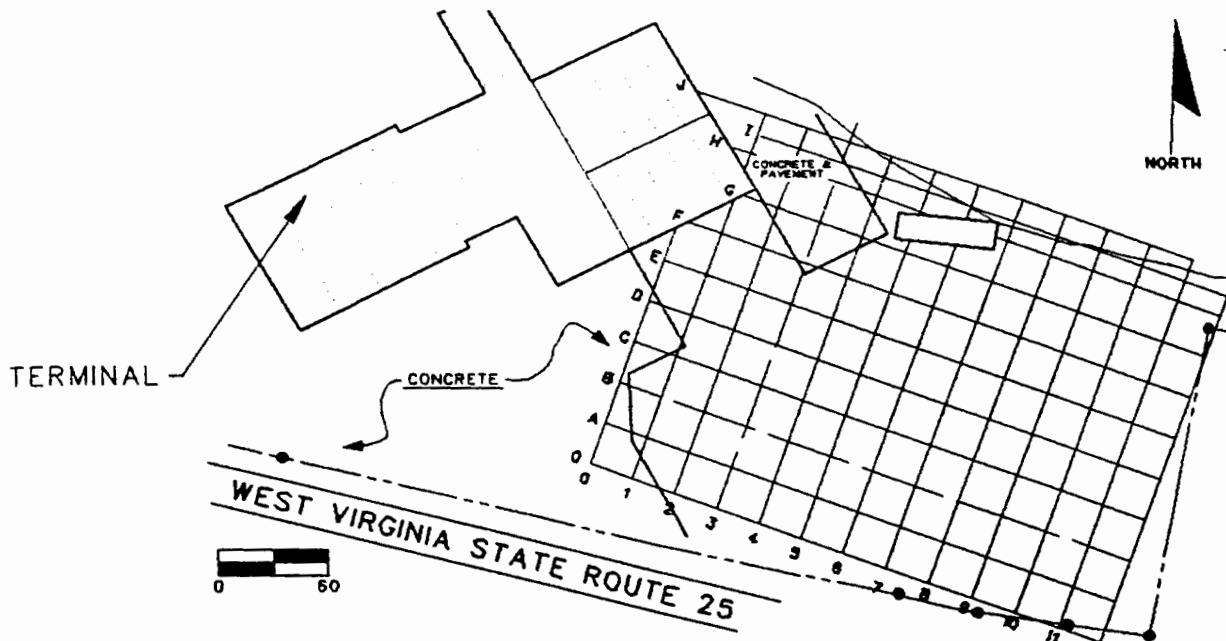 J
I
H
CONCRETE &
PAVEMENT
NORTH
G
F
E
D
C
TERMINAL
CONCRETE
B
A
0
0 1 2 3 4 5 6 7 8 9 10 11
WEST VIRGINIA STATE ROUTE 25
0 60